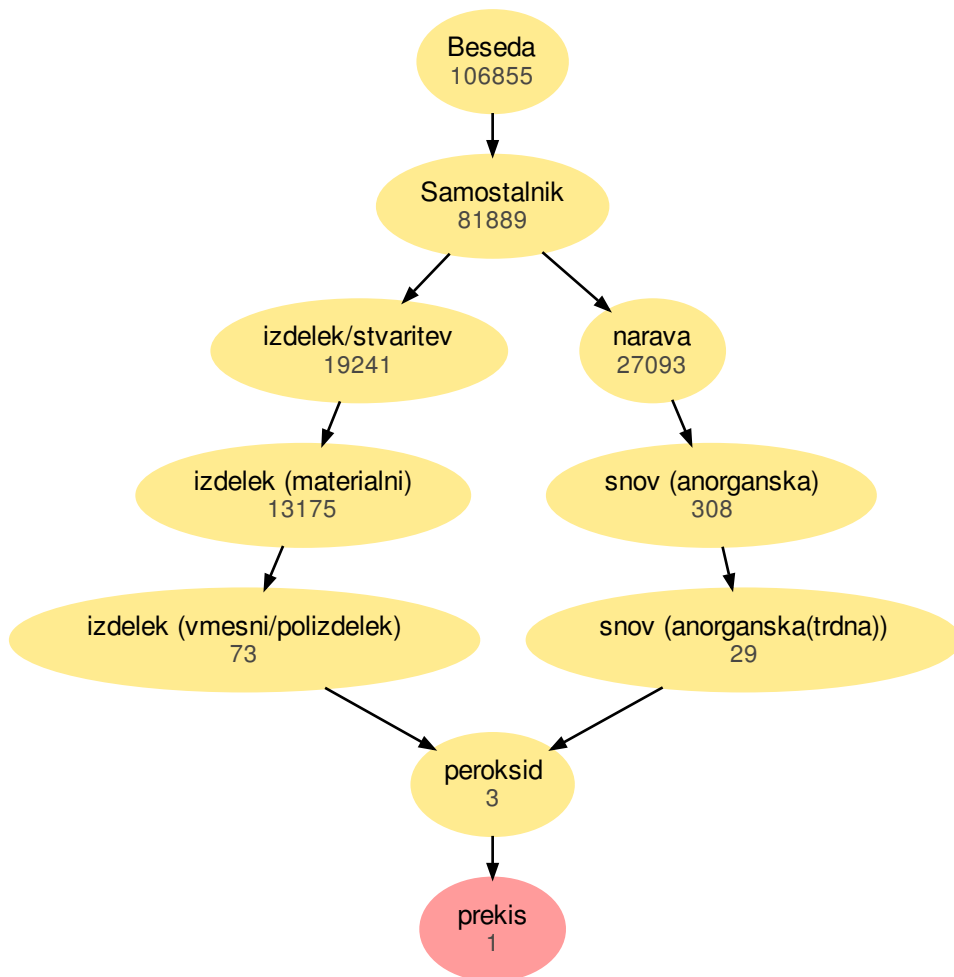 Beseda
106855
Samostalnik
81889
izdelek/stvaritev
19241
narava
27093
izdelek (materialni)
13175
snov (anorganska)
308
izdelek (vmesni/polizdelek)
73
snov (anorganska(trdna))
29
peroksid
3
prekis
1